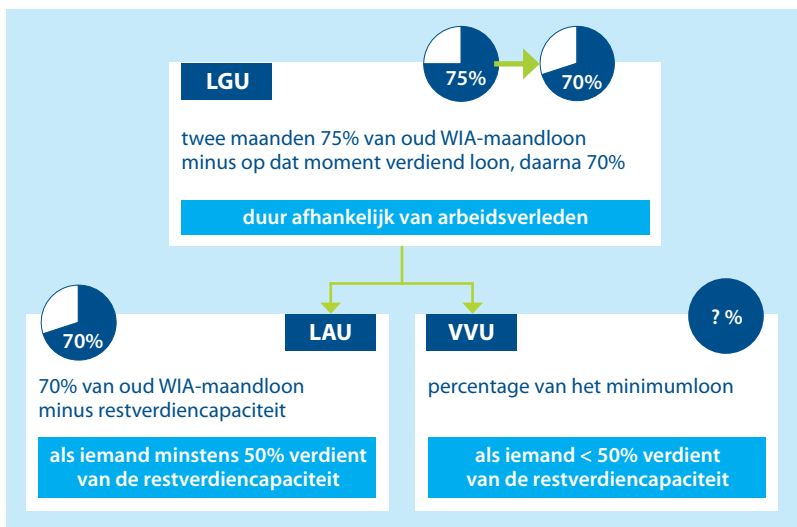 LGU
75%
70%
twee maanden 75% van oud WIA-maandloon
minus op dat moment verdiend loon, daarna 70%
duur afhankelijk van arbeidsverleden
70%
LAU
70% van oud WIA-maandloon
minus restverdiencapaciteit
als iemand minstens 50% verdient
van de restverdiencapaciteit
VVU
? %
percentage van het minimumloon
als iemand < 50% verdient
van de restverdiencapaciteit